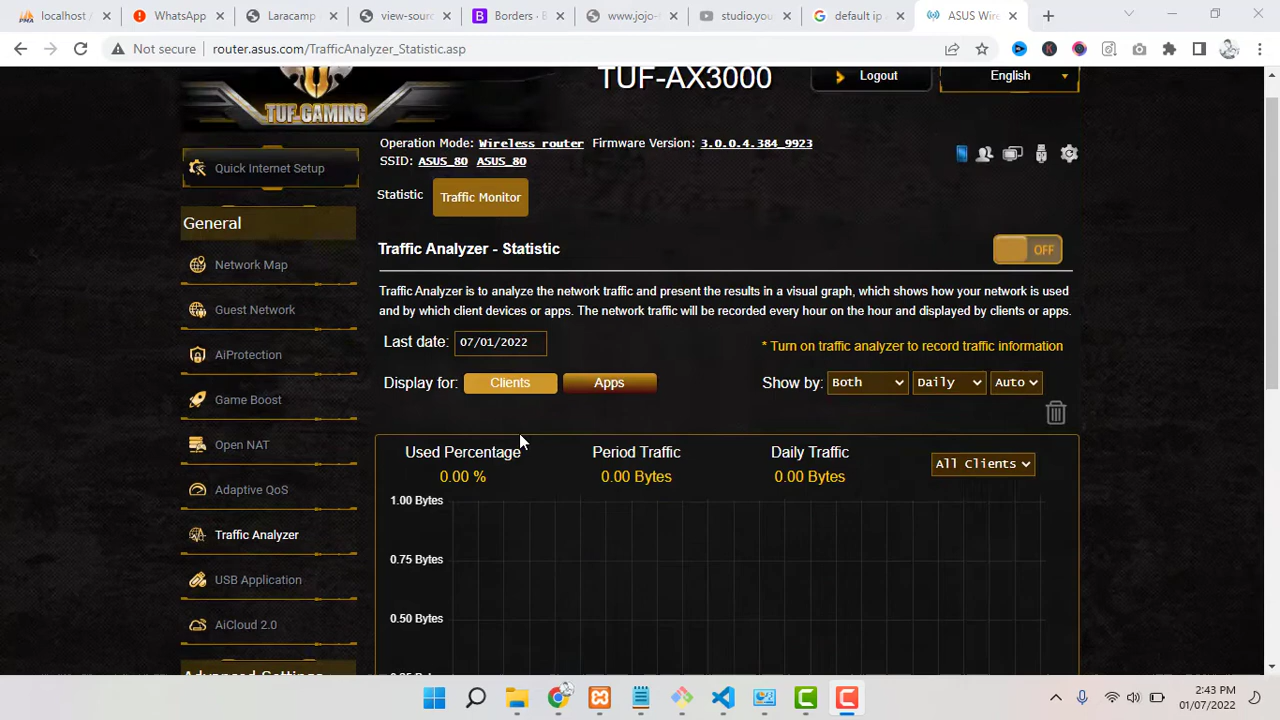 localhost /
WhatsApp
Laracamp
view-sourc
Borders · B
www.jojo-f
studio.you
default ip
ASUS Wire
Not secure
router.asus.com/TrafficAnalyzer_Statistic.asp
TUF GAMING
TUF-AX3000
Logout
English
Operation Mode: Wireless router Firmware Version: 3.0.0.4.384_9923
SSID: ASUS_80 ASUS_80
Quick Internet Setup
General
Network Map
Guest Network
AiProtection
Game Boost
Open NAT
Adaptive QoS
Traffic Analyzer
USB Application
AiCloud 2.0
Advanced Settings
Statistic
Traffic Monitor
Traffic Analyzer - Statistic
OFF
Traffic Analyzer is to analyze the network traffic and present the results in a visual graph, which shows how your network is used
and by which client devices or apps. The network traffic will be recorded every hour on the hour and displayed by clients or apps.
Last date: 07/01/2022
* Turn on traffic analyzer to record traffic information
Display for: Clients Apps
Show by: Both Daily Auto
Used Percentage
0.00 %
Period Traffic
0.00 Bytes
Daily Traffic
0.00 Bytes
All Clients
1.00 Bytes
0.75 Bytes
0.50 Bytes
2:43 PM
01/07/2022